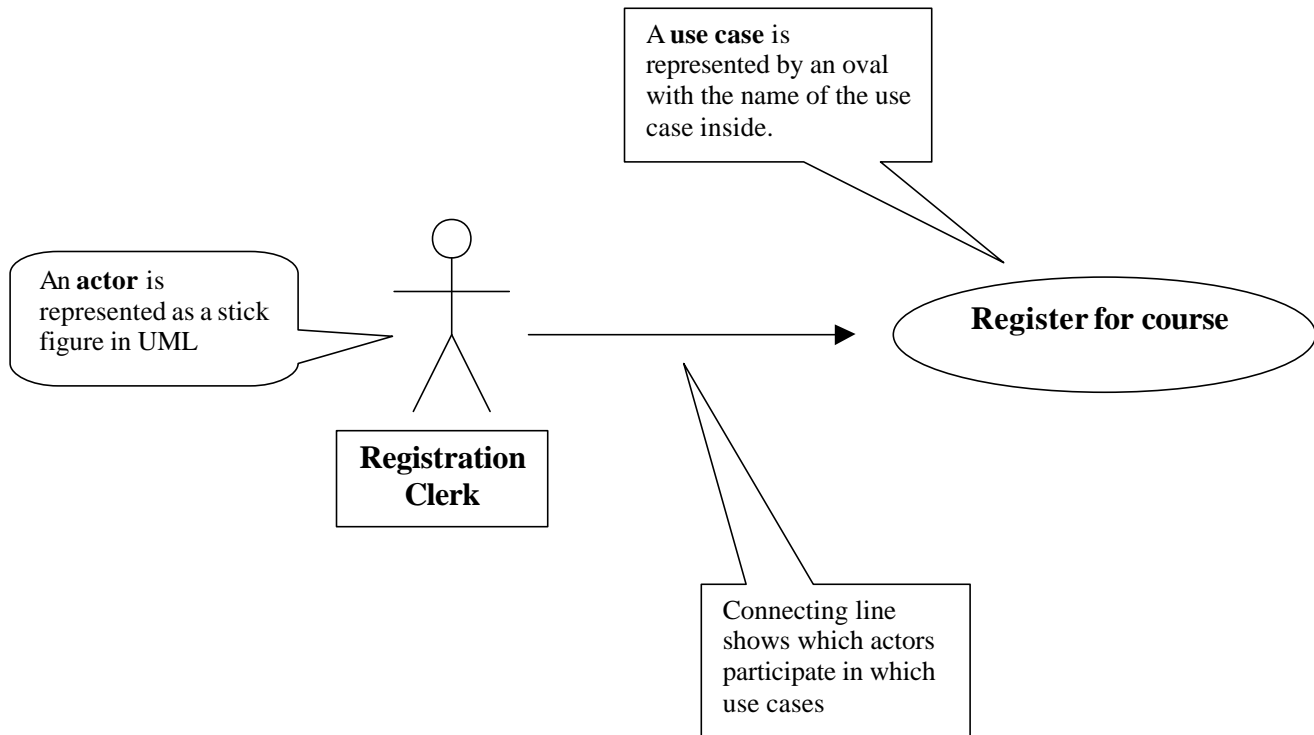 A use case is
represented by an oval
with the name of the use
case inside.
An actor is
represented as a stick
figure in UML
Register for course
Registration
Clerk
Connecting line
shows which actors
participate in which
use cases